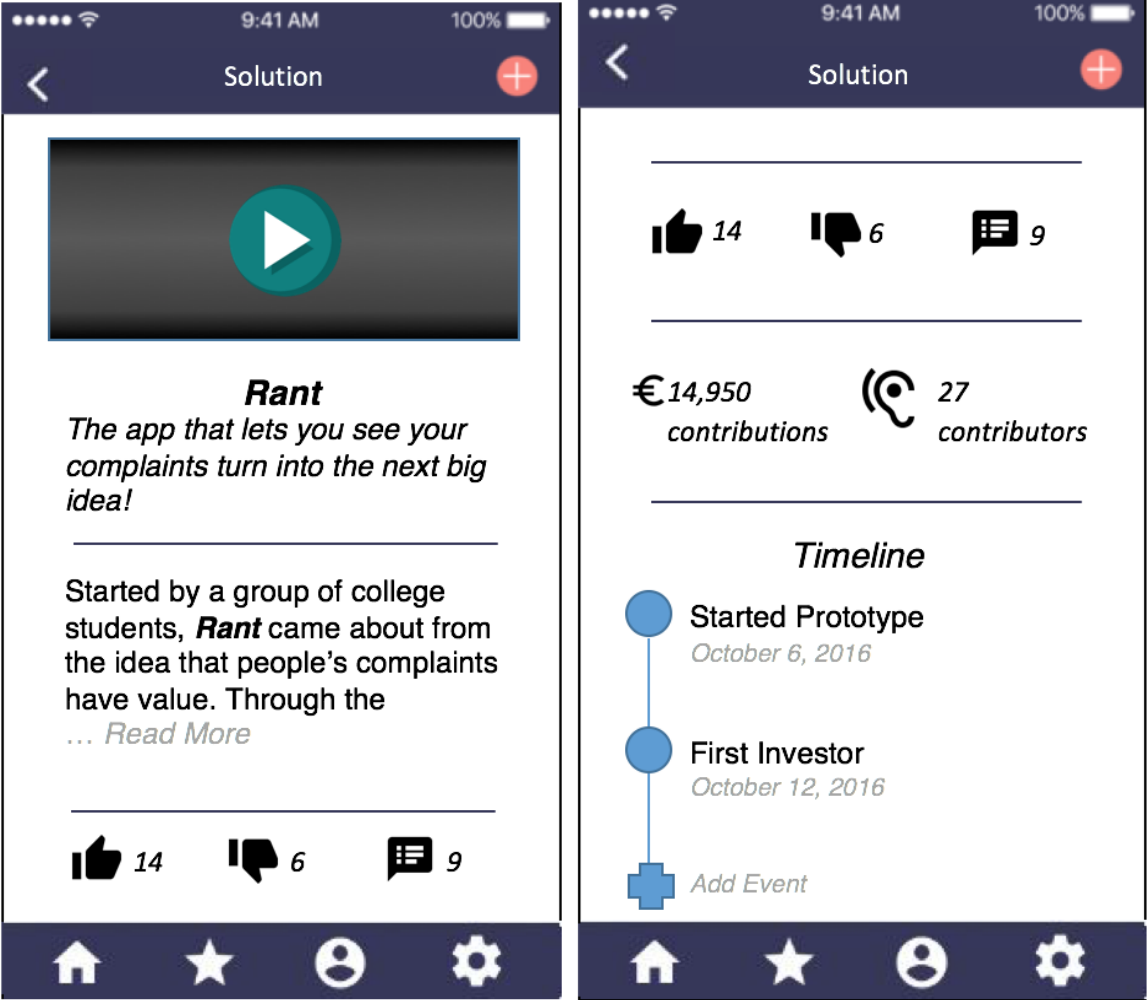 9:41 AM 100%
Solution
Rant
The app that lets you see your
complaints turn into the next big
idea!
Started by a group of college
students, Rant came about from
the idea that people's complaints
have value. Through the
... Read More
14 6 9
9:41 AM 100%
Solution
14 6 9
€14,950 
contributions
27
contributors
Timeline
Started Prototype
October 6, 2016
First Investor
October 12, 2016
Add Event